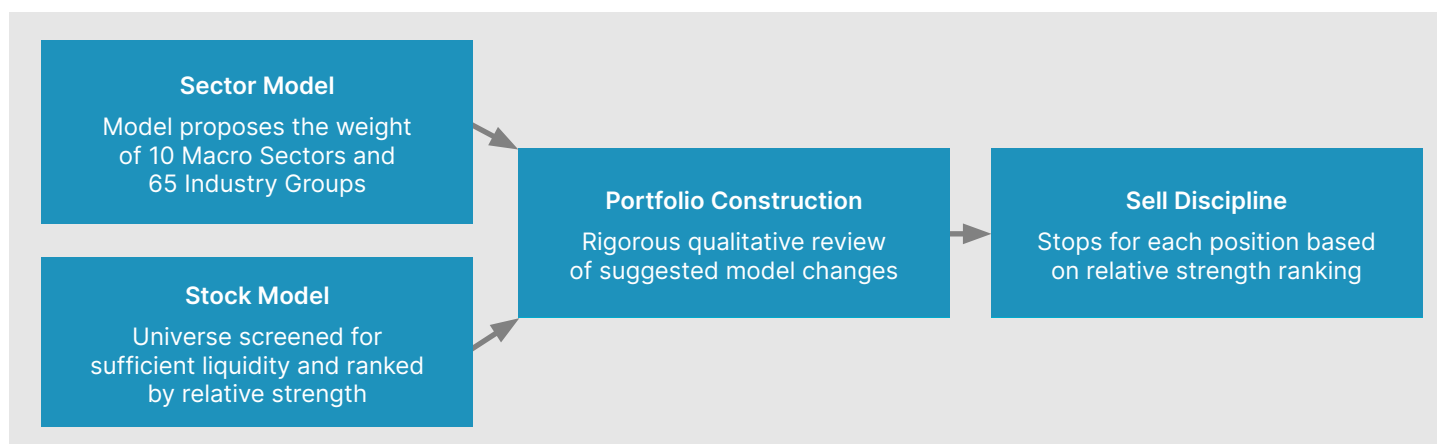 Sector Model
Model proposes the weight
of 10 Macro Sectors and
65 Industry Groups
Stock Model
Universe screened for
sufficient liquidity and ranked
by relative strength
Portfolio Construction
Rigorous qualitative review
of suggested model changes
Sell Discipline
Stops for each position based
on relative strength ranking